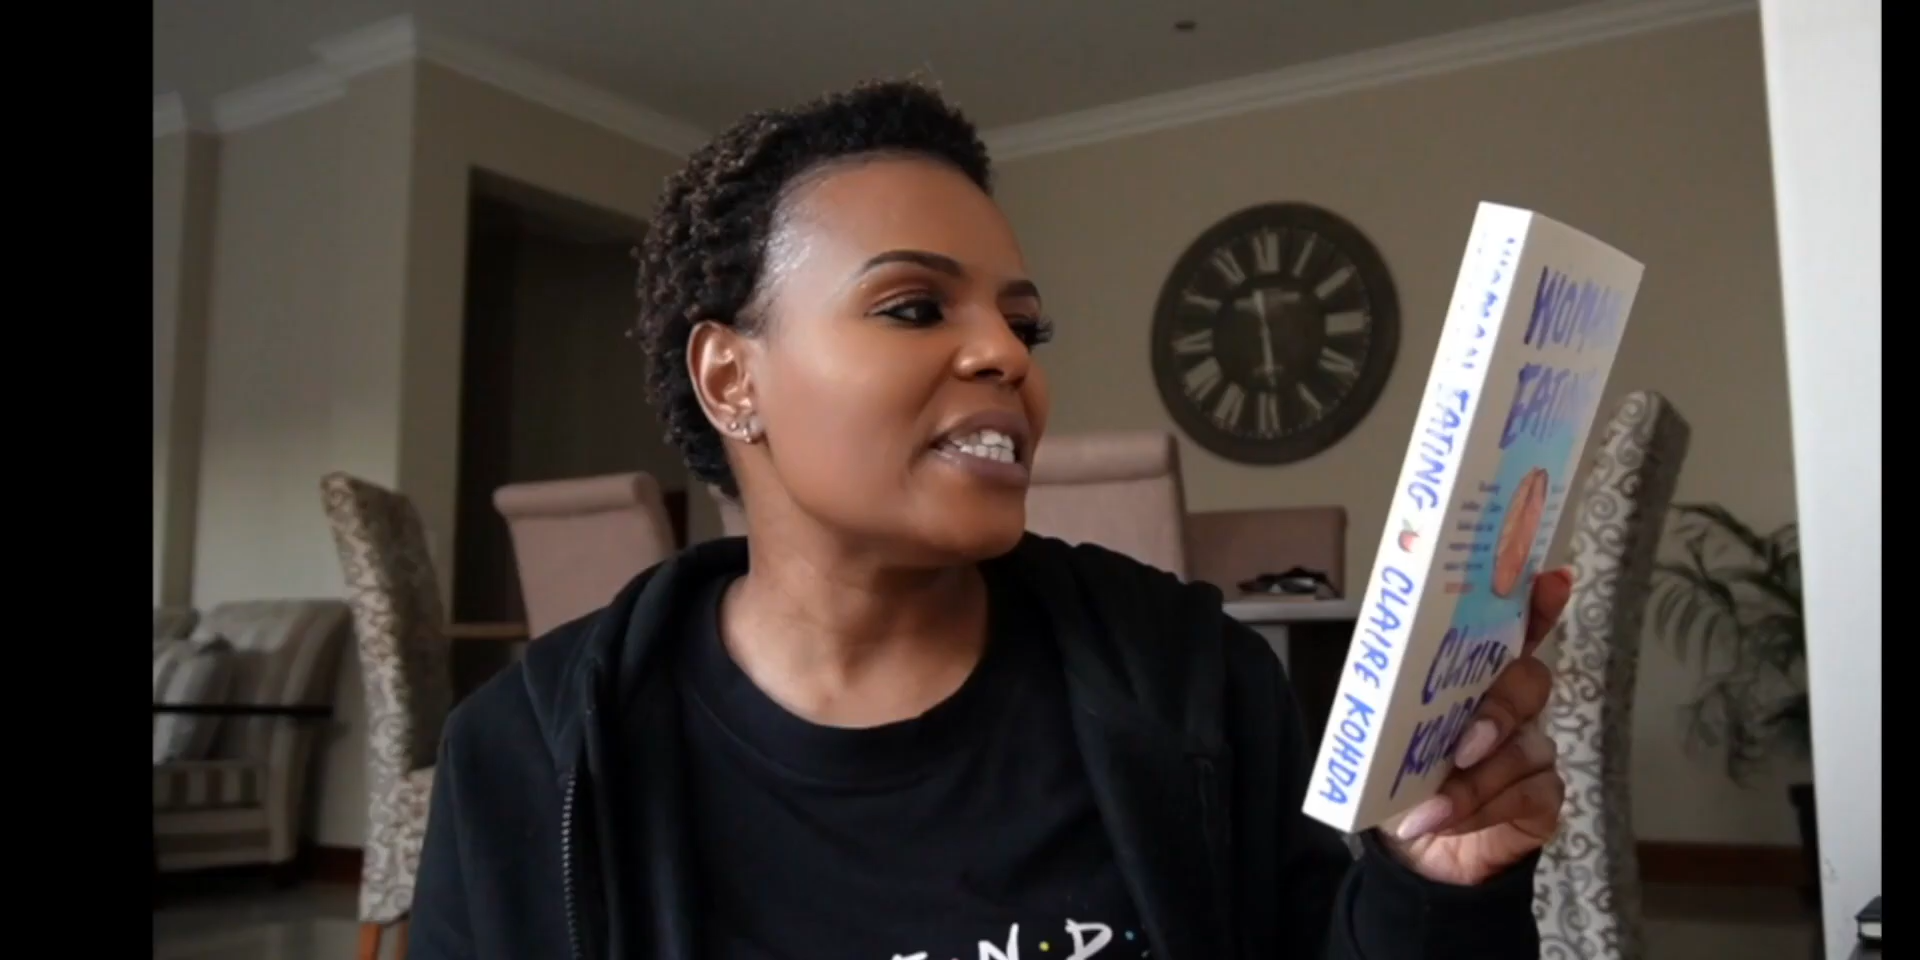 WOMAN EATING CLAIRE KOHDA
WOMAN
EATING
CLAIRE
KOHDA
N·D·